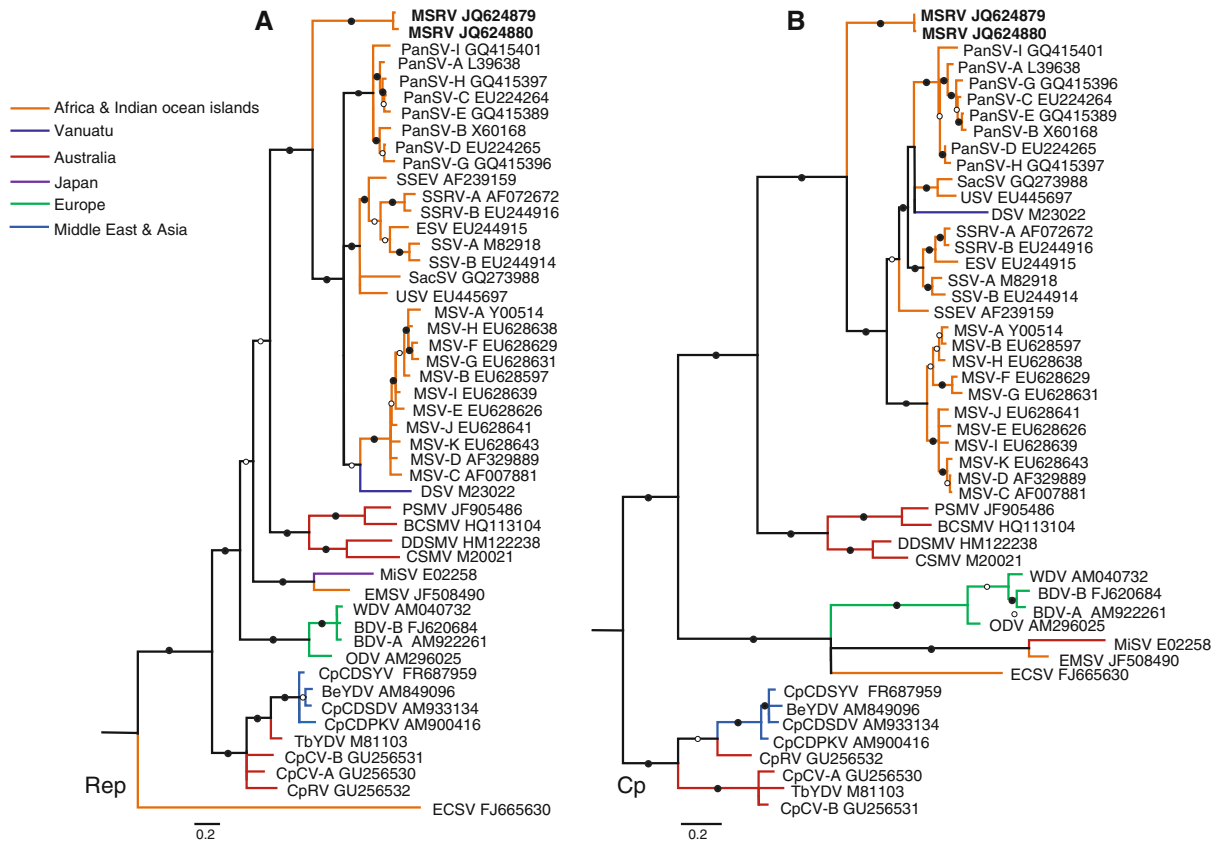 A
MSRV JQ624879
MSRV JQ624880
PanSV-I GQ415401
PanSV-A L39638
PanSV-H GQ415397
PanSV-C EU224264
PanSV-E GQ415389
PanSV-B X60168
PanSV-D EU224265
PanSV-G GQ415396
SSEV AF239159
SSRV-A AF072672
SSRV-B EU244916
ESV EU244915
SSV-A M82918
SSV-B EU244914
SacSV GQ273988
USV EU445697
MSV-A Y00514
MSV-H EU628638
MSV-F EU628629
MSV-G EU628631
MSV-B EU628597
MSV-I EU628639
MSV-E EU628626
MSV-J EU628641
MSV-K EU628643
MSV-D AF329889
MSV-C AF007881
DSV M23022
PSMV JF905486
BCSMV HQ113104
DDSMV HM122238
CSMV M20021
MiSV E02258
EMSV JF508490
WDV AM040732
BDV-B FJ620684
BDV-A AM922261
ODV AM296025
CpCDSYV FR687959
BeYDV AM849096
CpCDSDV AM933134
CpCDPKV AM900416
TbYDV M81103
CpCV-B GU256531
CpCV-A GU256530
CpRV GU256532
ECSV FJ665630
Rep
0.2
Africa & Indian ocean islands
Vanuatu
Australia
Japan
Europe
Middle East & Asia
B
MSRV JQ624879
MSRV JQ624880
PanSV-I GQ415401
PanSV-A L39638
PanSV-G GQ415396
PanSV-C EU224264
PanSV-E GQ415389
PanSV-B X60168
PanSV-D EU224265
PanSV-H GQ415397
SacSV GQ273988
USV EU445697
DSV M23022
SSRV-A AF072672
SSRV-B EU244916
ESV EU244915
SSV-A M82918
SSV-B EU244914
SSEV AF239159
MSV-A Y00514
MSV-B EU628597
MSV-H EU628638
MSV-F EU628629
MSV-G EU628631
MSV-J EU628641
MSV-E EU628626
MSV-I EU628639
MSV-K EU628643
MSV-D AF329889
MSV-C AF007881
PSMV JF905486
BCSMV HQ113104
DDSMV HM122238
CSMV M20021
WDV AM040732
BDV-B FJ620684
BDV-A AM922261
ODV AM296025
MiSV E02258
EMSV JF508490
ECSV FJ665630
CpCDSYV FR687959
BeYDV AM849096
CpCDSDV AM933134
CpCDPKV AM900416
CpRV GU256532
CpCV-A GU256530
TbYDV M81103
CpCV-B GU256531
Cp
0.2